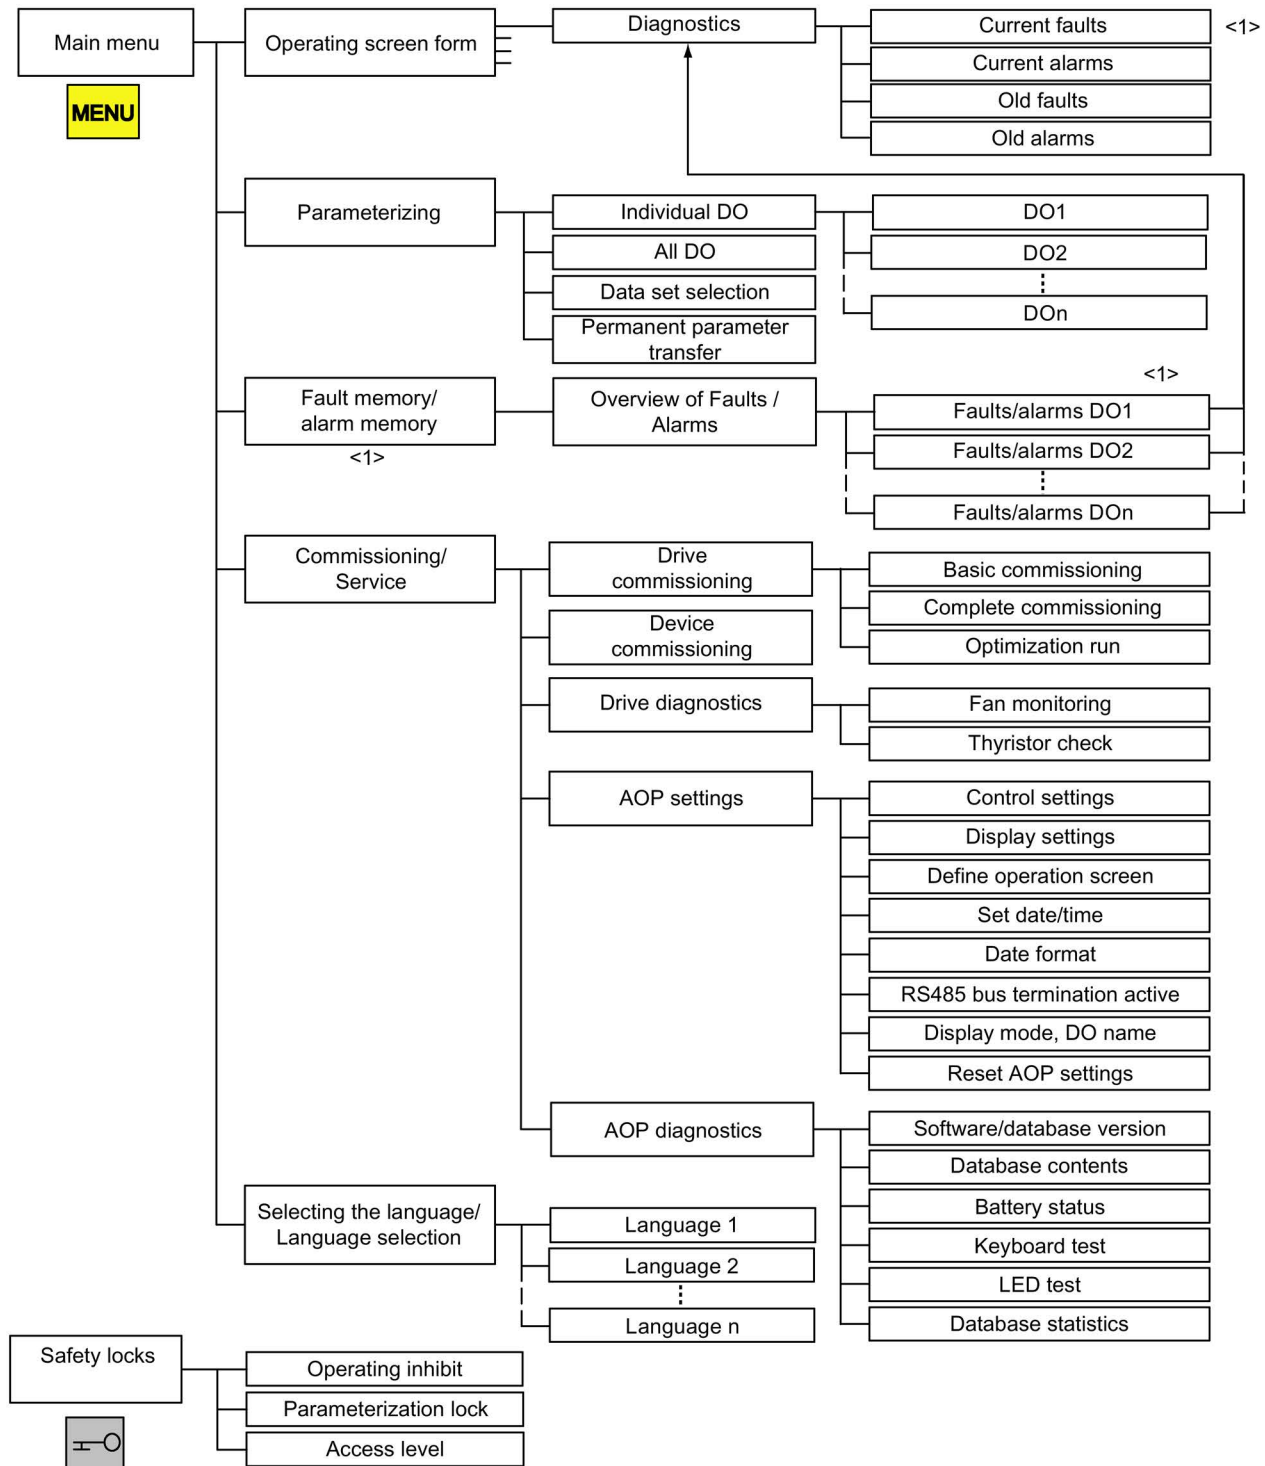 Main menu
MENU
Operating screen form
Diagnostics
Current faults
<1>
Current alarms
Old faults
Old alarms
Parameterizing
Individual DO
DO1
All DO
DO2
Data set selection
DOn
Permanent parameter
transfer
<1>
Fault memory/
alarm memory
<1>
Overview of Faults /
Alarms
Faults/alarms DO1
Faults/alarms DO2
Faults/alarms DOn
Commissioning/
Service
Drive
commissioning
Basic commissioning
Complete commissioning
Optimization run
Device
commissioning
Drive diagnostics
Fan monitoring
Thyristor check
AOP settings
Control settings
Display settings
Define operation screen
Set date/time
Date format
RS485 bus termination active
Display mode, DO name
Reset AOP settings
AOP diagnostics
Software/database version
Database contents
Battery status
Keyboard test
LED test
Database statistics
Selecting the language/
Language selection
Language 1
Language 2
Language n
Safety locks
Operating inhibit
Parameterization lock
Access level